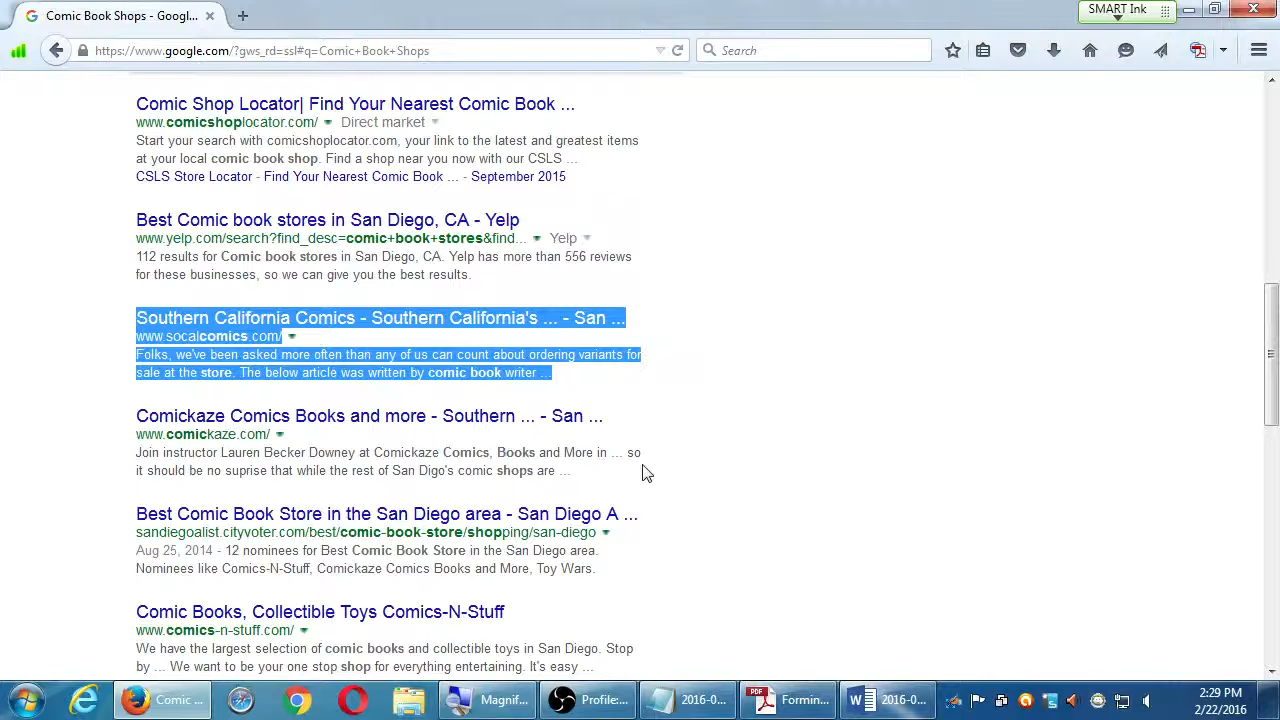 Comic Book Shops - Googl...
SMART Ink
https://www.google.com/?gws_rd=ssl#q=Comic+Book+Shops
Search
Comic Shop Locator| Find Your Nearest Comic Book ...
www.comicshoplocator.com/ Direct market
Start your search with comicshoplocator.com, your link to the latest and greatest items
at your local comic book shop. Find a shop near you now with our CSLS ...
CSLS Store Locator - Find Your Nearest Comic Book ... - September 2015
Best Comic book stores in San Diego, CA - Yelp
www.yelp.com/search?find_desc=comic+book+stores&find... Yelp
112 results for Comic book stores in San Diego, CA. Yelp has more than 556 reviews
for these businesses, so we can give you the best results.
Southern California Comics - Southern California's ... - San ...
www.socalcomics.com/
Folks, we've been asked more often than any of us can count about ordering variants for
sale at the store. The below article was written by comic book writer ...
Comickaze Comics Books and more - Southern ... - San ...
www.comickaze.com/
Join instructor Lauren Becker Downey at Comickaze Comics, Books and More in ... so
it should be no suprise that while the rest of San Digo's comic shops are ...
Best Comic Book Store in the San Diego area - San Diego A ...
sandiegoalist.cityvoter.com/best/comic-book-store/shopping/san-diego
Aug 25, 2014 - 12 nominees for Best Comic Book Store in the San Diego area.
Nominees like Comics-N-Stuff, Comickaze Comics Books and More, Toy Wars.
Comic Books, Collectible Toys Comics-N-Stuff
www.comics-n-stuff.com/
We have the largest selection of comic books and collectible toys in San Diego. Stop
by ... We want to be your one stop shop for everything entertaining. It's easy ...
Comic ...
Magnif...
Profile:...
2016-0...
PDF
Formin...
2016-0...
2:29 PM
2/22/2016